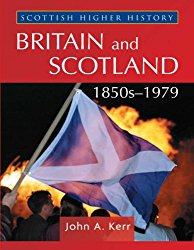 SCOTTISH HIGHER HISTORY
BRITAIN and
SCOTLAND
1850s–1979
John A. Kerr